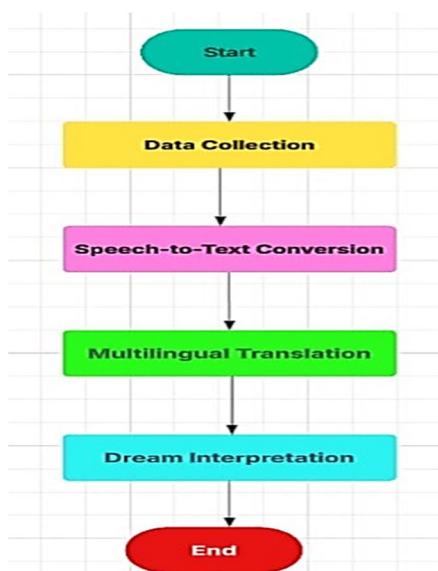 Start
Data Collection
Speech-to-Text Conversion
Multilingual Translation
Dream Interpretation
End